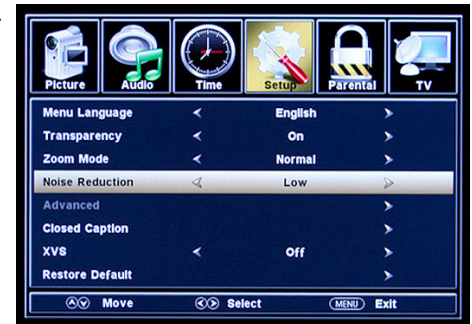 Picture Audio Time Setup Parental TV
Menu Language English
Transparency On
Zoom Mode Normal
Noise Reduction Low
Advanced
Closed Caption
XVS Off
Restore Default
Move Select MENU Exit